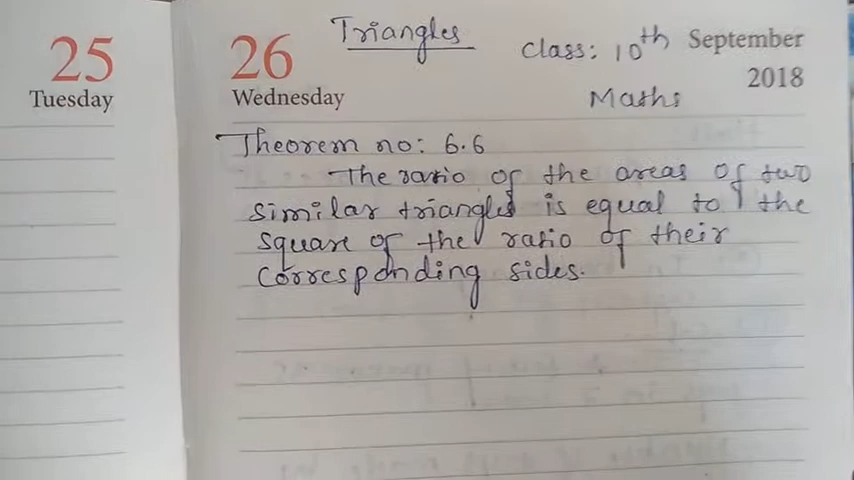 25
Tuesday
26
Wednesday
Triangles
Class: 10th
September
2018
Maths
Theorem no: 6.6
The ratio of the areas of two
similar triangles is equal to the
square of the ratio of their
corresponding sides.